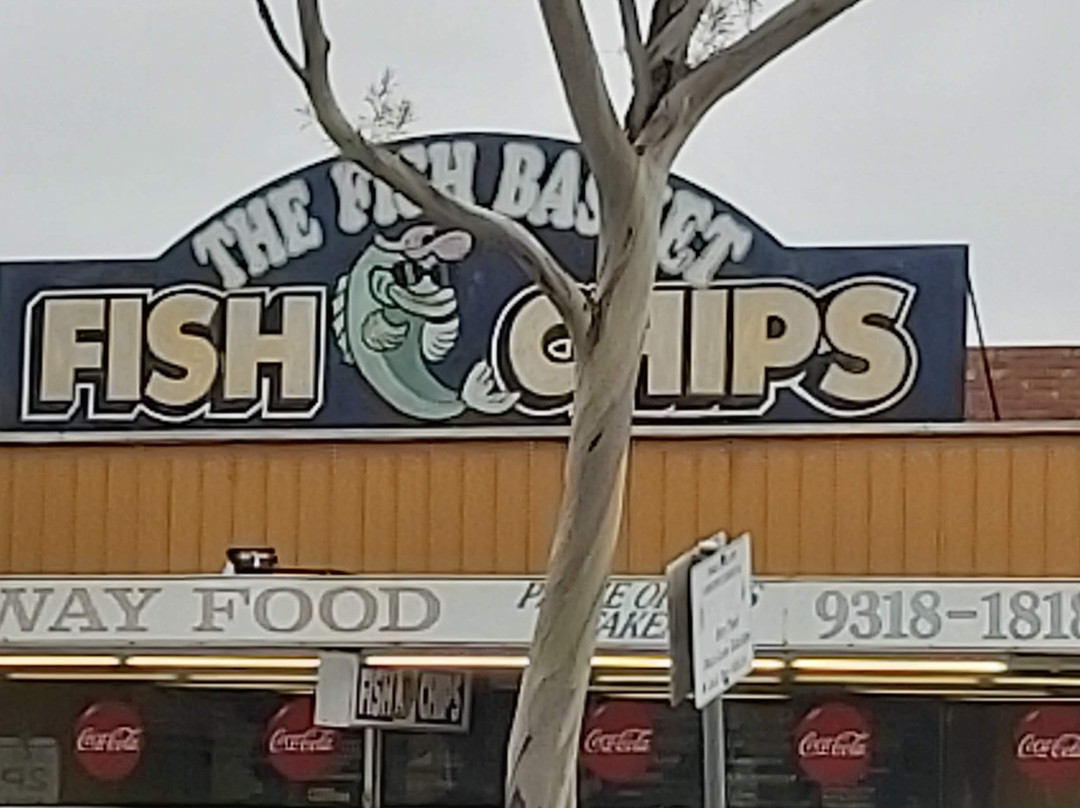 THE FISH BASKET
FISH CHIPS
WAY FOOD
9318-1818
FISH CHIPS
Coca-Cola
Coca-Cola
Coca-Cola
Coca-Cola
Coca-Cola